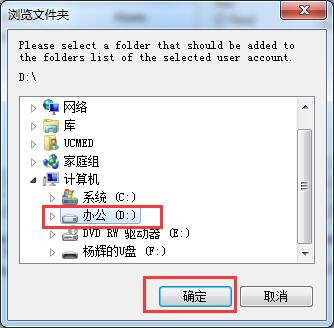 浏览文件夹
Please select a folder that should be added to
the folders list of the selected user account.
D:\
网络
库
UCMED
家庭组
计算机
系统 (C:)
办公 (D:)
DVD RW 驱动器 (E:)
杨辉的U盘 (F:)
确定 取消